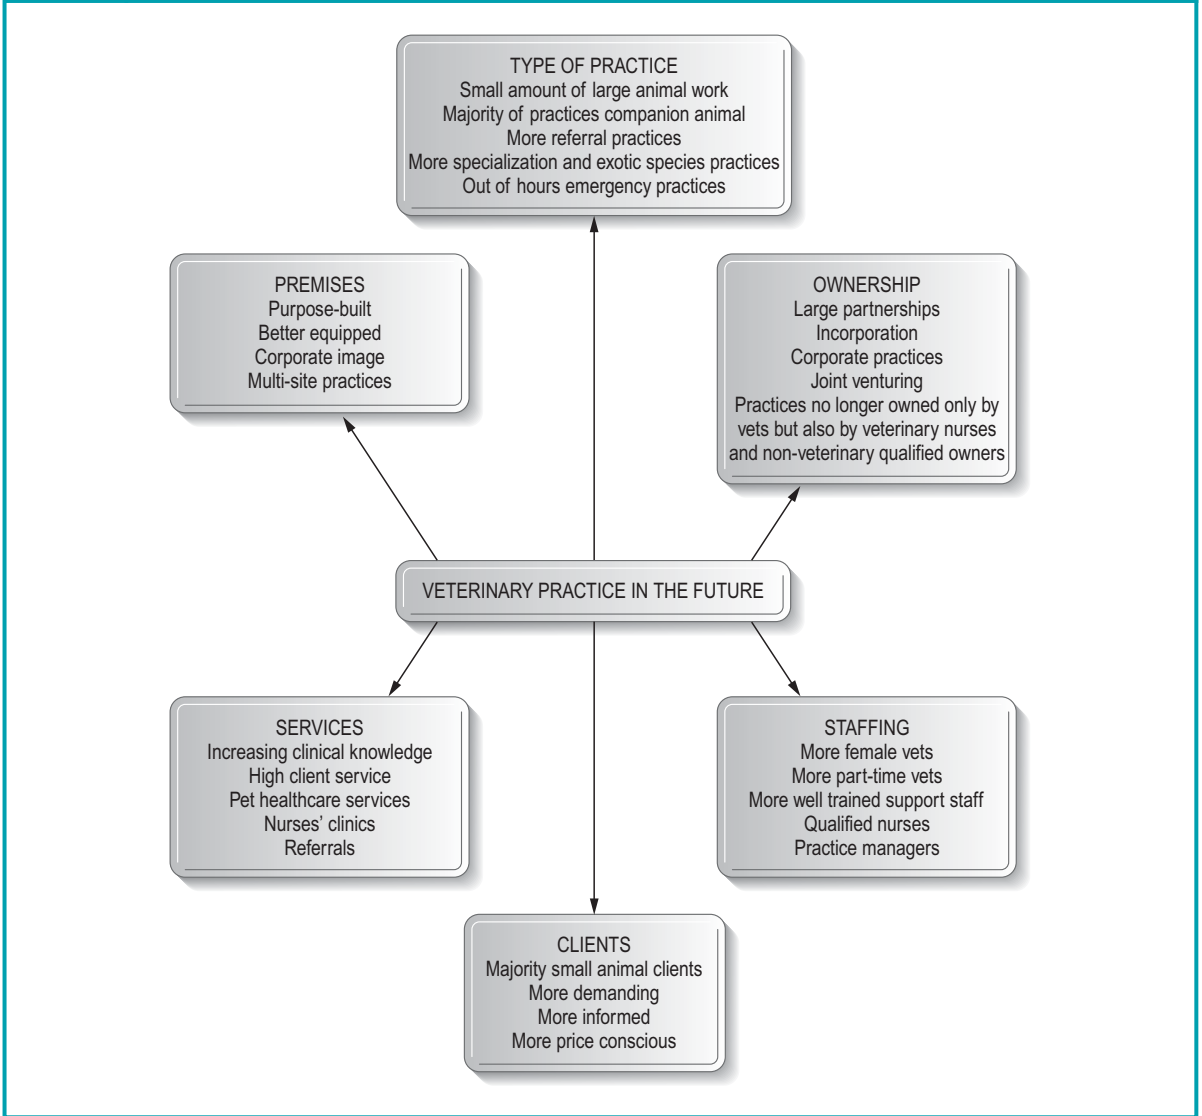 TYPE OF PRACTICE
Small amount of large animal work
Majority of practices companion animal
More referral practices
More specialization and exotic species practices
Out of hours emergency practices
PREMISES
Purpose-built
Better equipped
Corporate image
Multi-site practices
OWNERSHIP
Large partnerships
Incorporation
Corporate practices
Joint venturing
Practices no longer owned only by
vets but also by veterinary nurses
and non-veterinary qualified owners
VETERINARY PRACTICE IN THE FUTURE
SERVICES
Increasing clinical knowledge
High client service
Pet healthcare services
Nurses’ clinics
Referrals
STAFFING
More female vets
More part-time vets
More well trained support staff
Qualified nurses
Practice managers
CLIENTS
Majority small animal clients
More demanding
More informed
More price conscious